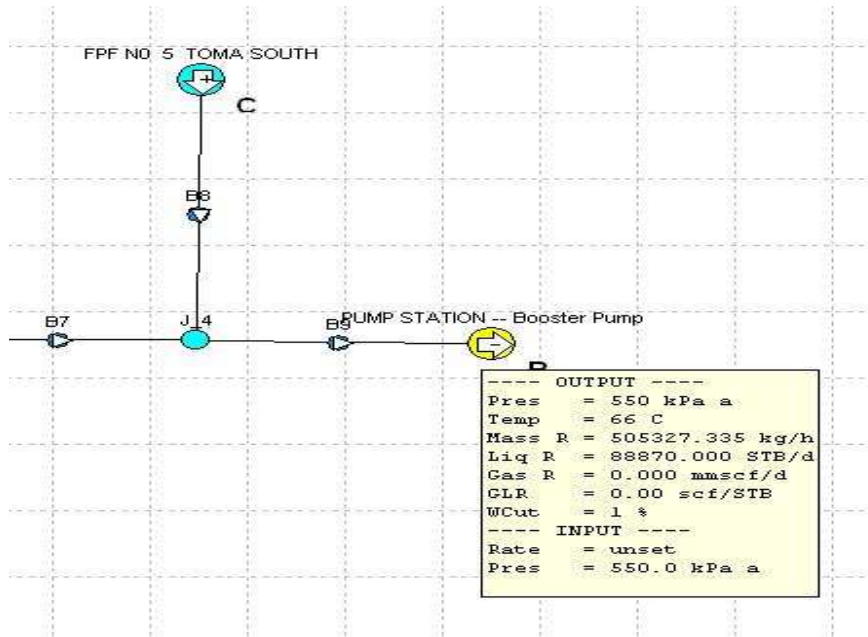 FPF N0 5 TOMA SOUTH
C
B8
B7
J_4
B9
PUMP STATION -- Booster Pump
---- OUTPUT ----
Pres = 550 kPa a
Temp = 66 C
Mass R = 505327.335 kg/h
Liq R = 88870.000 STB/d
Gas R = 0.000 mmscf/d
GLR = 0.00 scf/STB
WCut = 1 %
---- INPUT ----
Rate = unset
Pres = 550.0 kPa a